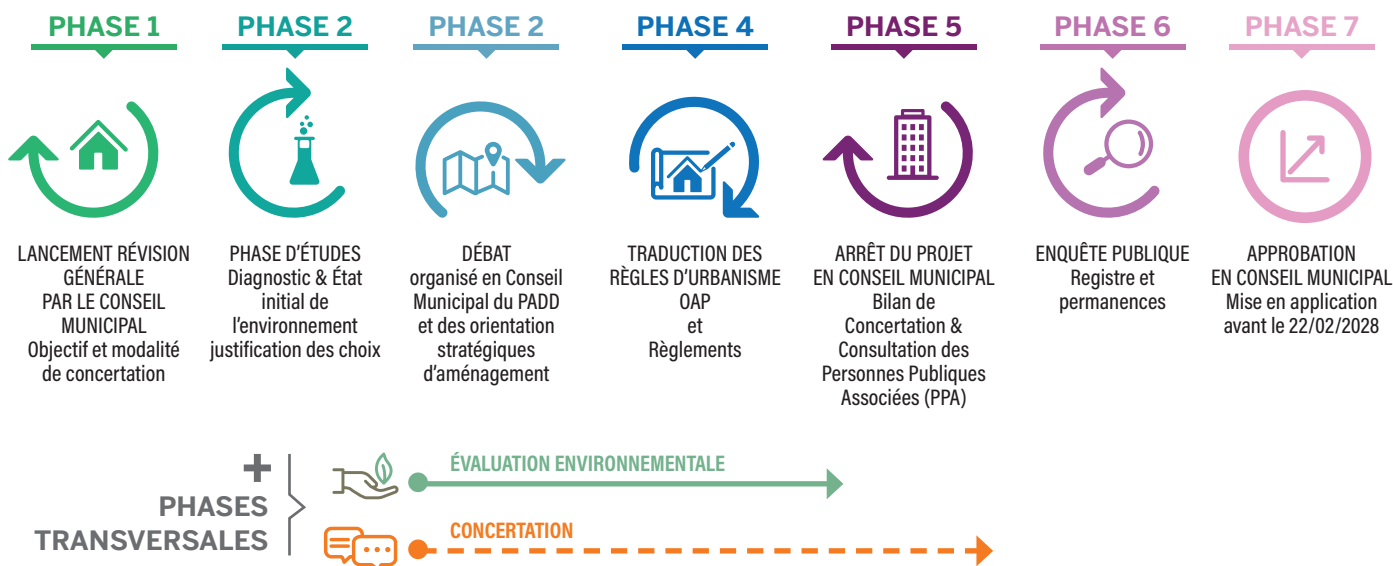 PHASE 1
LANCEMENT RÉVISION
GÉNÉRALE
PAR LE CONSEIL
MUNICIPAL
Objectif et modalité
de concertation
PHASE 2
PHASE D'ÉTUDES
Diagnostic & État
initial de
l'environnement
justification des choix
PHASE 2
DÉBAT
organisé en Conseil
Municipal du PADD
et des orientation
stratégiques
d'aménagement
PHASE 4
TRADUCTION DES
RÈGLES D'URBANISME
OAP
et
Règlements
PHASE 5
ARRÊT DU PROJET
EN CONSEIL MUNICIPAL
Bilan de
Concertation &
Consultation des
Personnes Publiques
Associées (PPA)
PHASE 6
ENQUÊTE PUBLIQUE
Registre et
permanences
PHASE 7
APPROBATION
EN CONSEIL MUNICIPAL
Mise en application
avant le 22/02/2028
+
PHASES
TRANSVERSALES
ÉVALUATION ENVIRONNEMENTALE
CONCERTATION